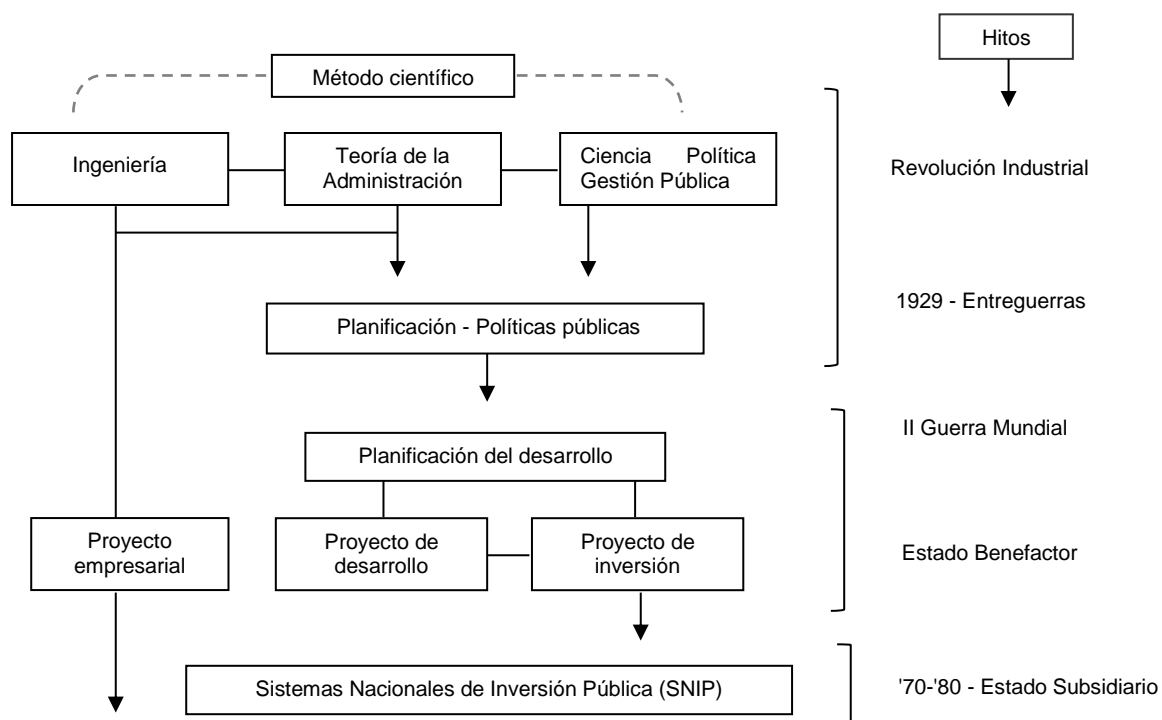 Hitos
Método científico
Ingeniería
Teoría de la
Administración
Ciencia Política
Gestión Pública
Revolución Industrial
1929 - Entreguerras
Planificación - Políticas públicas
II Guerra Mundial
Planificación del desarrollo
Proyecto
empresarial
Proyecto de
desarrollo
Proyecto de
inversión
Estado Benefactor
Sistemas Nacionales de Inversión Pública (SNIP)
'70-'80 - Estado Subsidiario